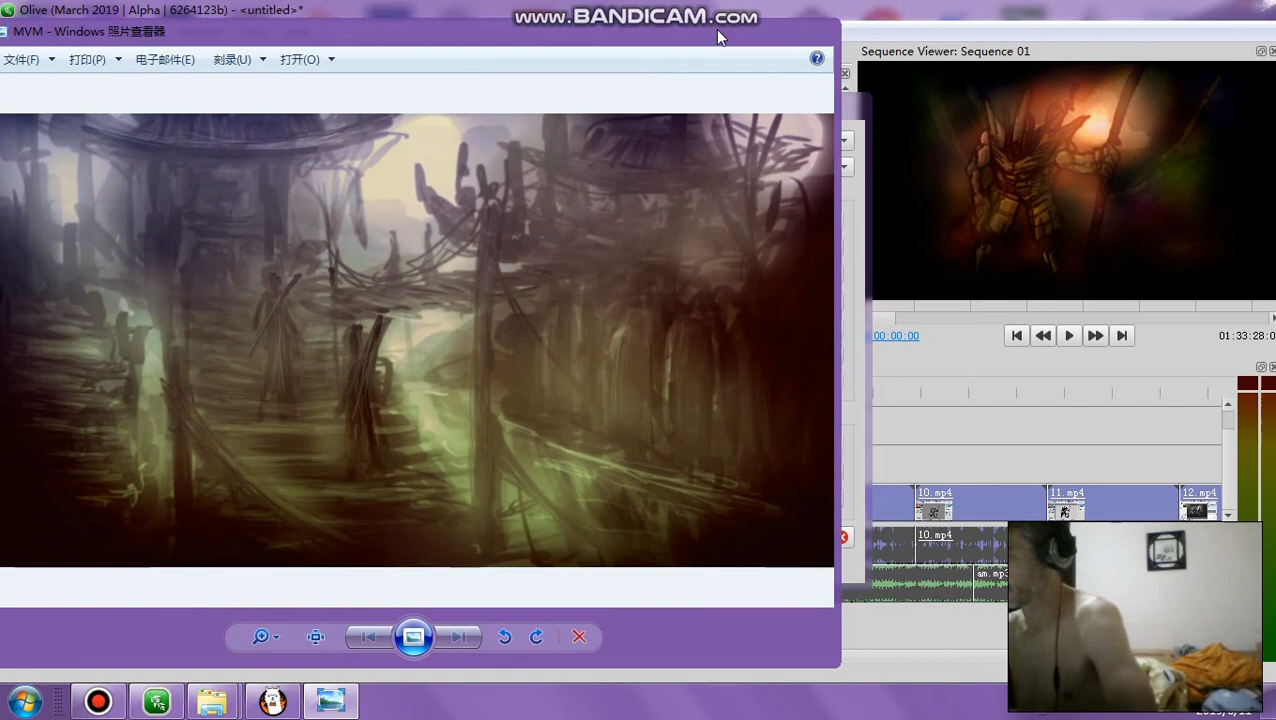 Olive (March 2019 | Alpha | 6264123b) - <untitled>*
www.BANDICAM.com
MVM - Windows 照片查看器
文件(F)
打印(P)
电子邮件(E)
刻录(U)
打开(O)
Sequence Viewer: Sequence 01
00:00:00
01:33:28:0
10.mp4
11.mp4
12.mp4
10.mp4
am.mp3